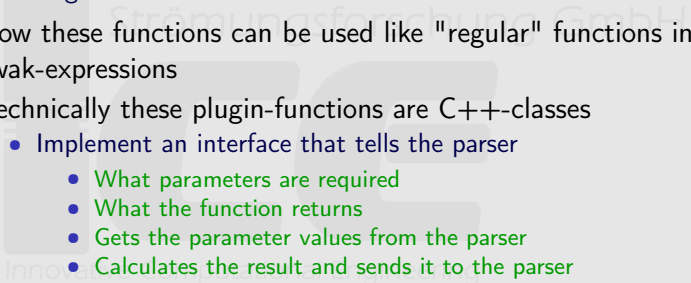 Strömungsforschung GmbH
ow these functions can be used like "regular" functions in
wak-expressions
echnically these plugin-functions are C++-classes
• Implement an interface that tells the parser
• What parameters are required
• What the function returns
• Gets the parameter values from the parser
• Calculates the result and sends it to the parser